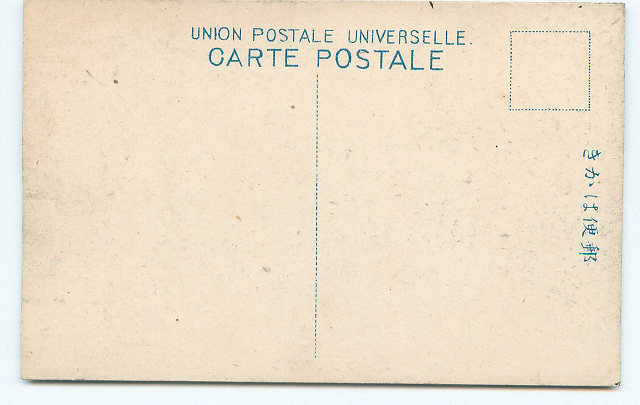 UNION POSTALE UNIVERSELLE.
CARTE POSTALE
きかは便郵